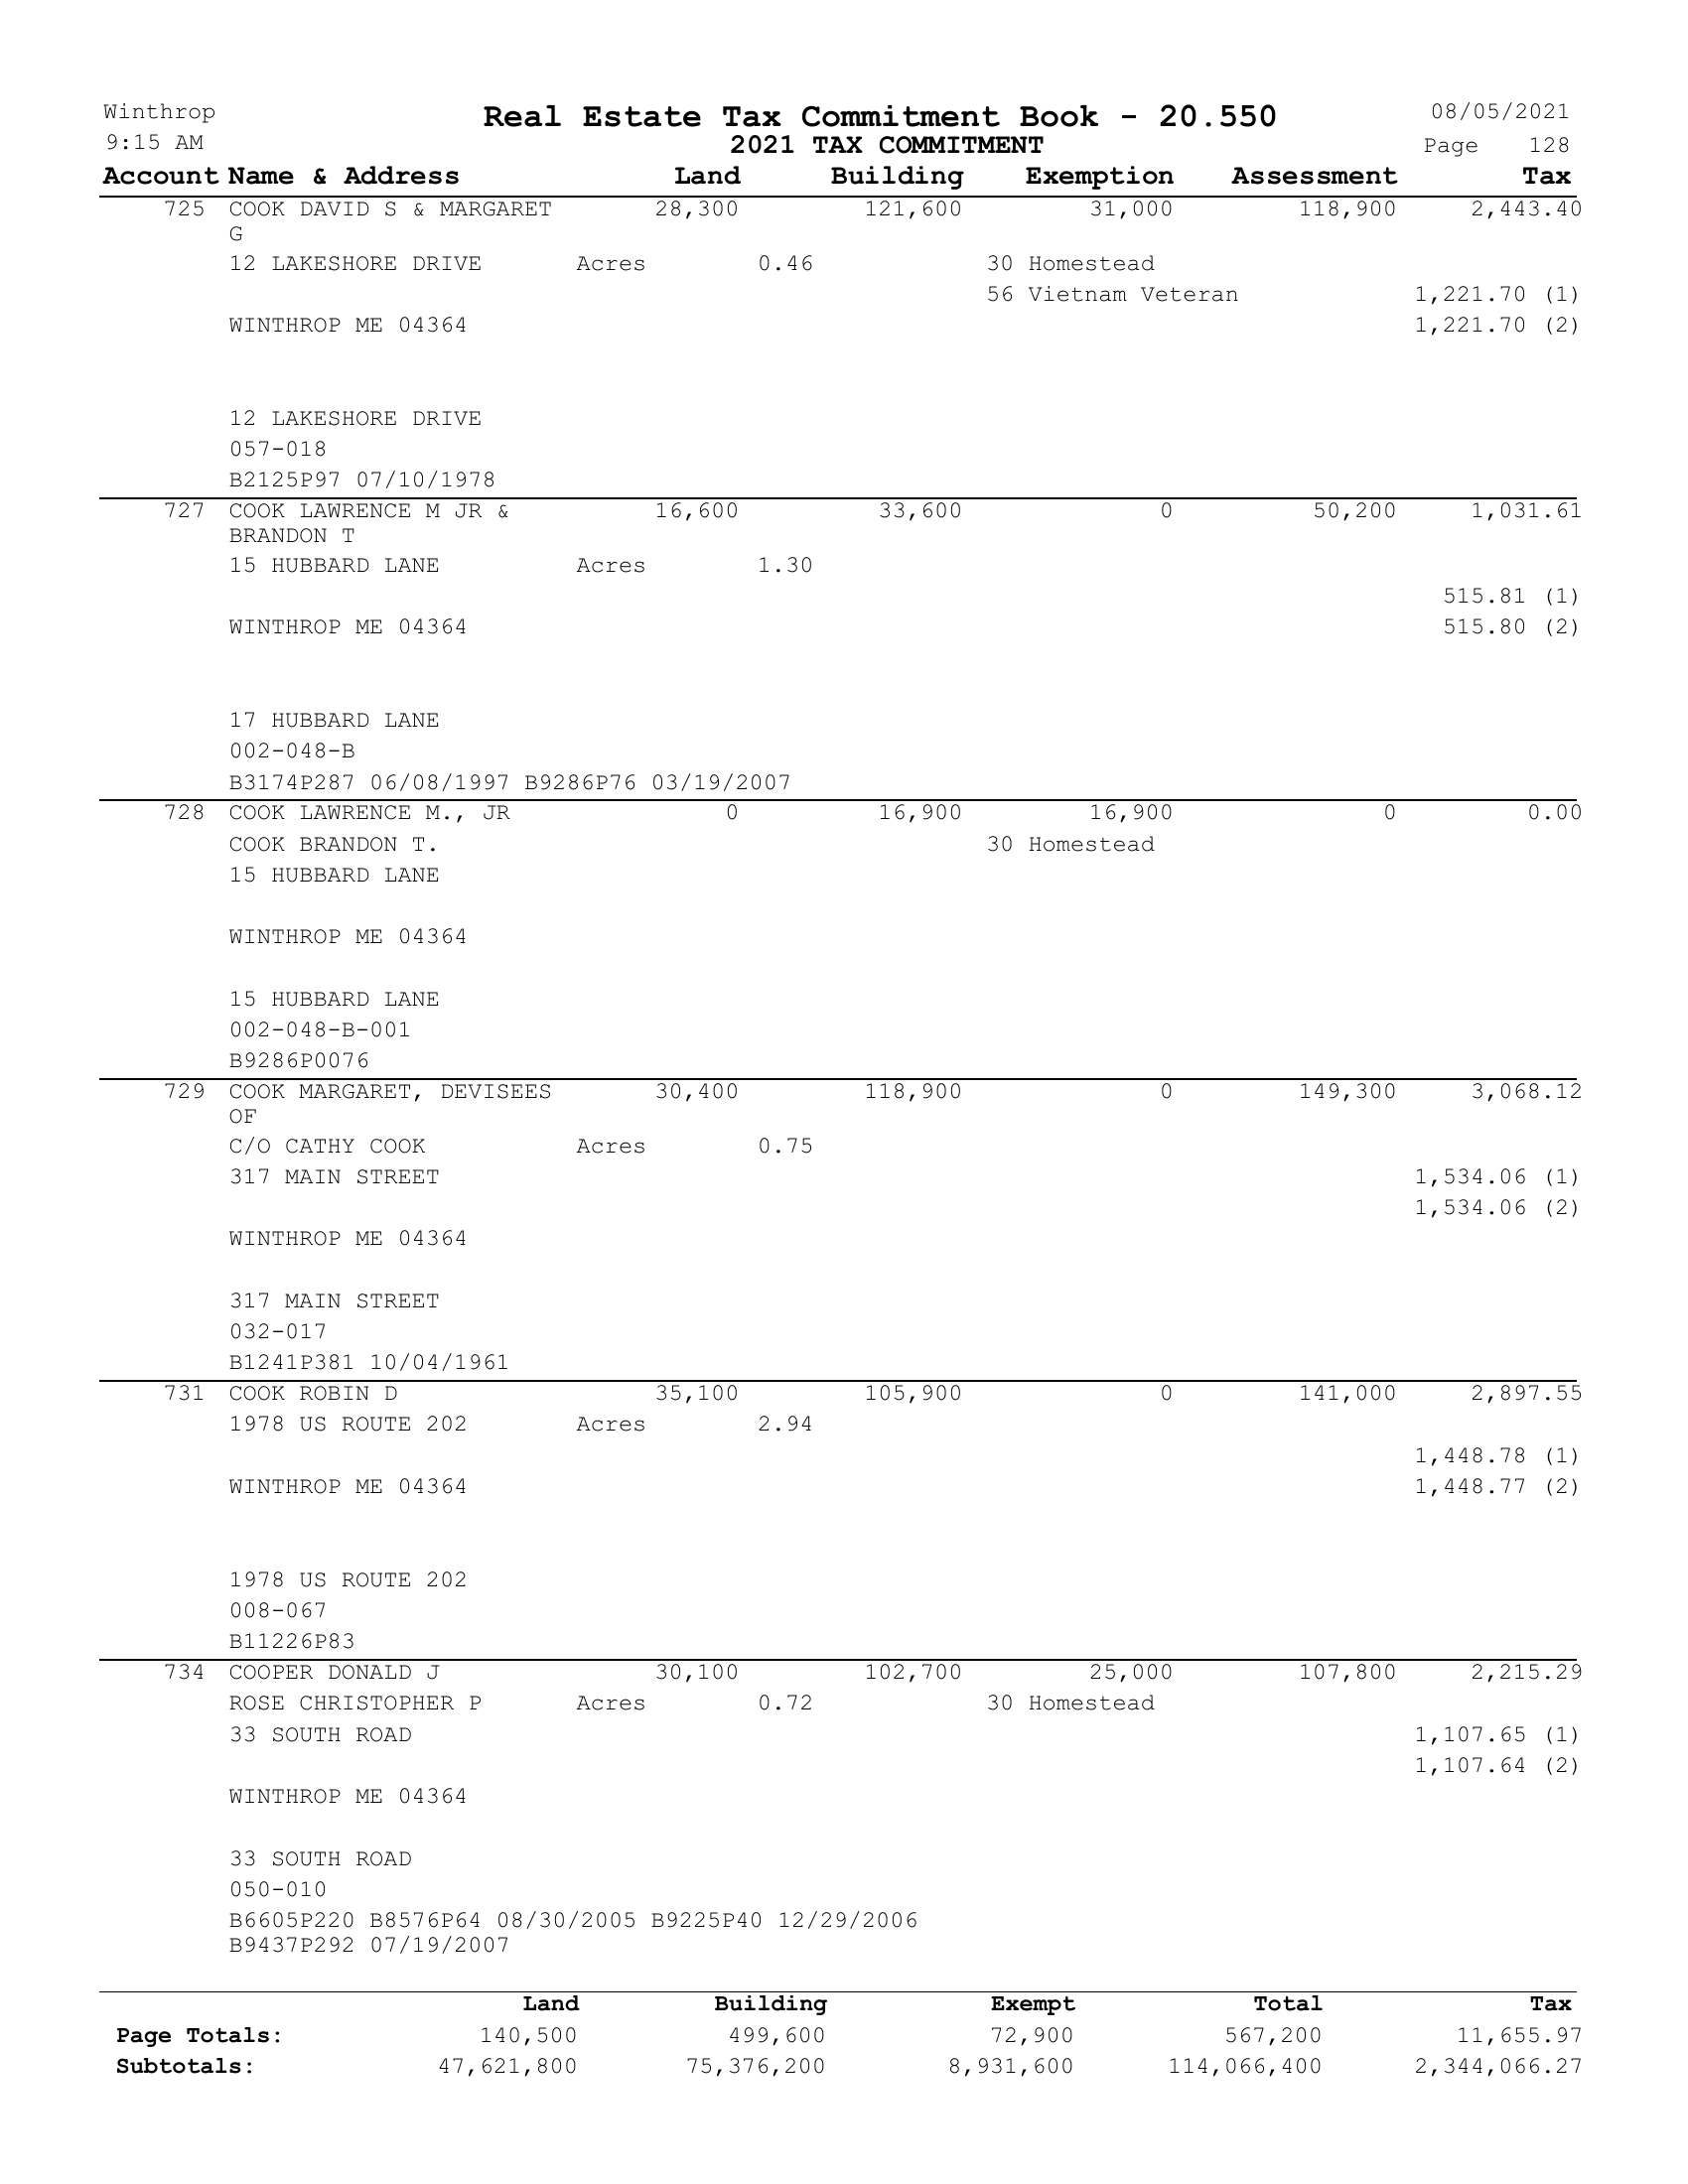 Winthrop Real Estate Tax Commitment Book - 20.550 08/05/2021
9:15 AM 2021 TAX COMMITMENT Page 128
Account Name & Address Land Building Exemption Assessment Tax
725 COOK DAVID S & MARGARET 28,300 121,600 31,000 118,900 2,443.40
G
12 LAKESHORE DRIVE Acres 0.46 30 Homestead
56 Vietnam Veteran 1,221.70 (1)
WINTHROP ME 04364 1,221.70 (2)
12 LAKESHORE DRIVE
057-018
B2125P97 07/10/1978
727 COOK LAWRENCE M JR & 16,600 33,600 0 50,200 1,031.61
BRANDON T
15 HUBBARD LANE Acres 1.30
515.81 (1)
WINTHROP ME 04364 515.80 (2)
17 HUBBARD LANE
002-048-B
B3174P287 06/08/1997 B9286P76 03/19/2007
728 COOK LAWRENCE M., JR 0 16,900 16,900 0 0.00
COOK BRANDON T. 30 Homestead
15 HUBBARD LANE
WINTHROP ME 04364
15 HUBBARD LANE
002-048-B-001
B9286P0076
729 COOK MARGARET, DEVISEES 30,400 118,900 0 149,300 3,068.12
OF
C/O CATHY COOK Acres 0.75
317 MAIN STREET 1,534.06 (1)
1,534.06 (2)
WINTHROP ME 04364
317 MAIN STREET
032-017
B1241P381 10/04/1961
731 COOK ROBIN D 35,100 105,900 0 141,000 2,897.55
1978 US ROUTE 202 Acres 2.94
1,448.78 (1)
WINTHROP ME 04364 1,448.77 (2)
1978 US ROUTE 202
008-067
B11226P83
734 COOPER DONALD J 30,100 102,700 25,000 107,800 2,215.29
ROSE CHRISTOPHER P Acres 0.72 30 Homestead
33 SOUTH ROAD 1,107.65 (1)
1,107.64 (2)
WINTHROP ME 04364
33 SOUTH ROAD
050-010
B6605P220 B8576P64 08/30/2005 B9225P40 12/29/2006
B9437P292 07/19/2007
Land Building Exempt Total Tax
Page Totals: 140,500 499,600 72,900 567,200 11,655.97
Subtotals: 47,621,800 75,376,200 8,931,600 114,066,400 2,344,066.27